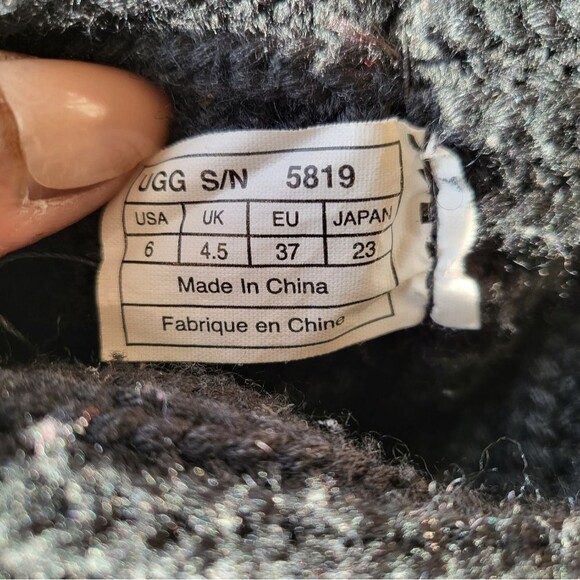 UGG S/N 5819
USA UK EU JAPAN
6 4.5 37 23
Made In China
Fabrique en Chine